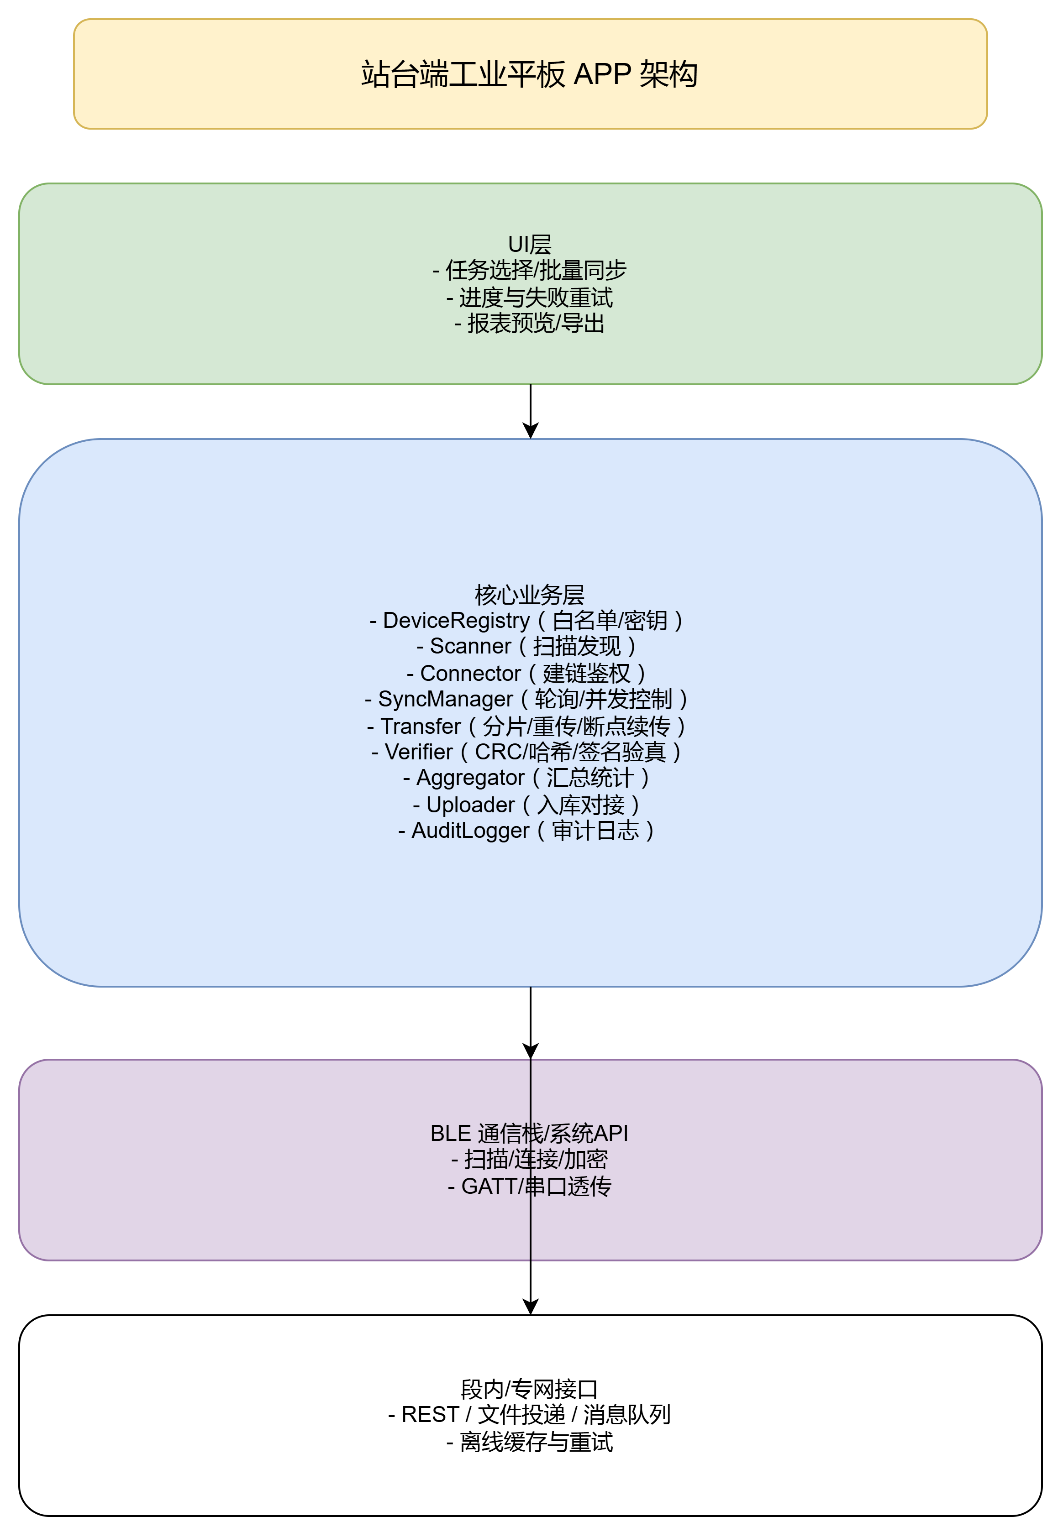 站台端工业平板 APP 架构
UI层
- 任务选择/批量同步
- 进度与失败重试
- 报表预览/导出
核心业务层
- DeviceRegistry（白名单/密钥）
- Scanner（扫描发现）
- Connector（建链鉴权）
- SyncManager（轮询/并发控制）
- Transfer（分片/重传/断点续传）
- Verifier（CRC/哈希/签名验真）
- Aggregator（汇总统计）
- Uploader（入库对接）
- AuditLogger（审计日志）
BLE 通信栈/系统API
- 扫描/连接/加密
- GATT/串口透传
段内/专网接口
- REST / 文件投递 / 消息队列
- 离线缓存与重试